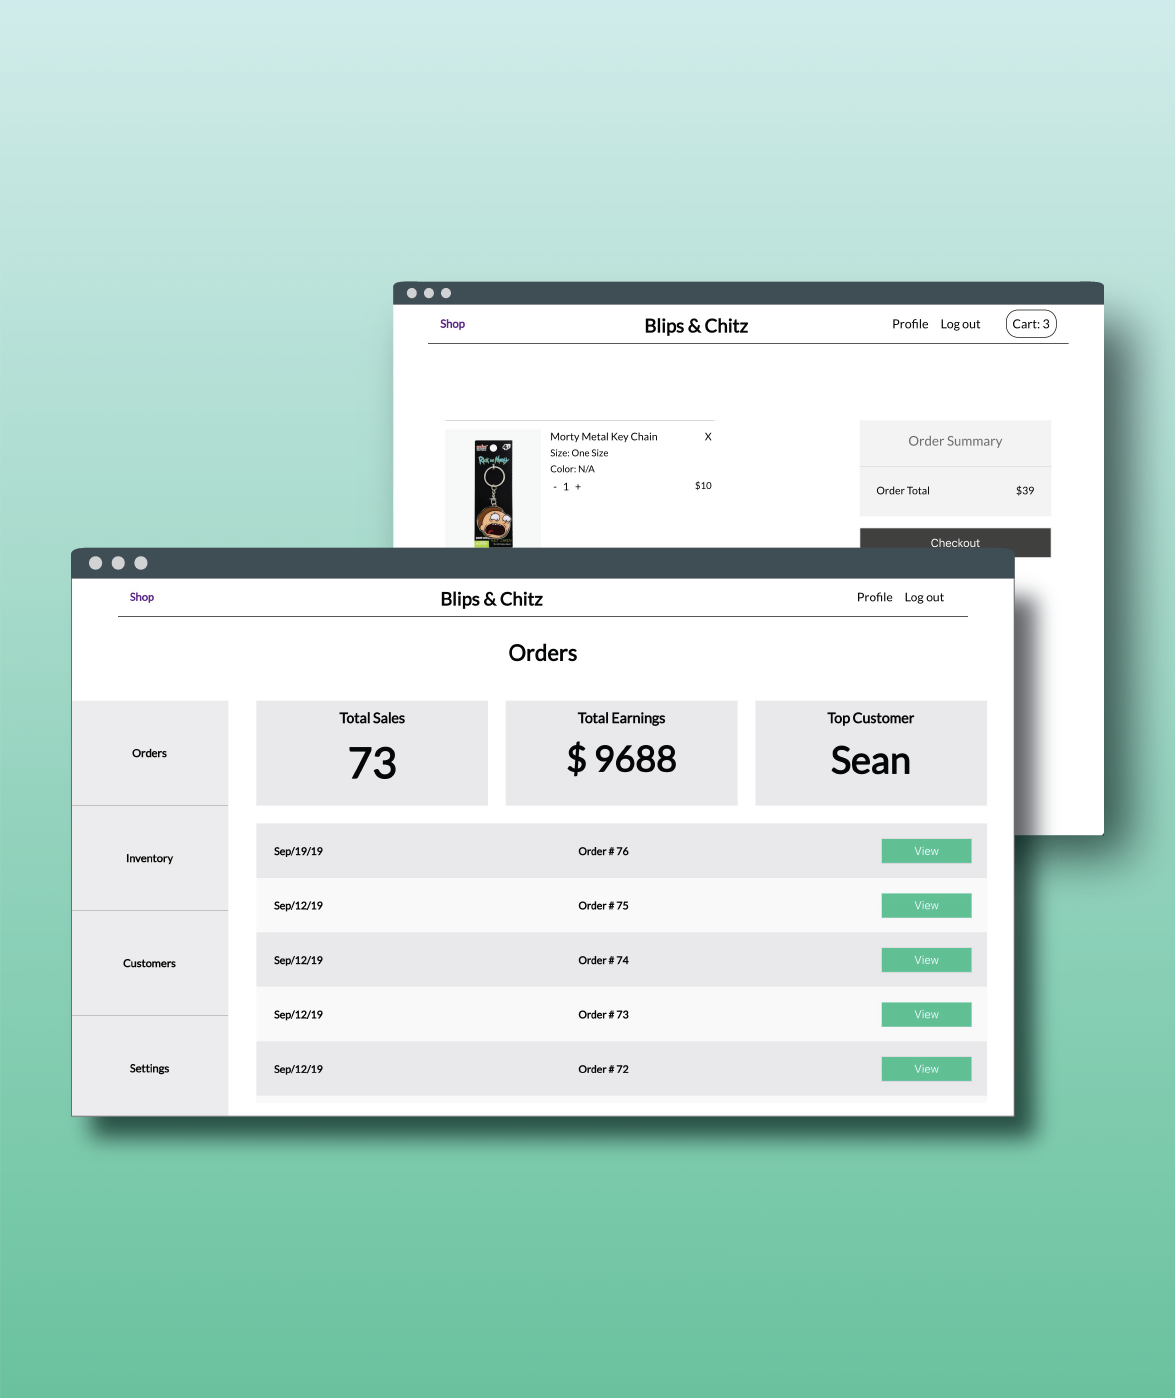 Shop Blips & Chitz Profile Log out Cart: 3
Morty Metal Key Chain X
Size: One Size
Color: N/A
- 1 + $10
Rick and Morty
Order Summary
Order Total $39
Checkout
Shop Blips & Chitz Profile Log out
Orders
Orders
Inventory
Customers
Settings
Total Sales
73
Total Earnings
$ 9688
Top Customer
Sean
Sep/19/19 Order # 76 View
Sep/12/19 Order # 75 View
Sep/12/19 Order # 74 View
Sep/12/19 Order # 73 View
Sep/12/19 Order # 72 View